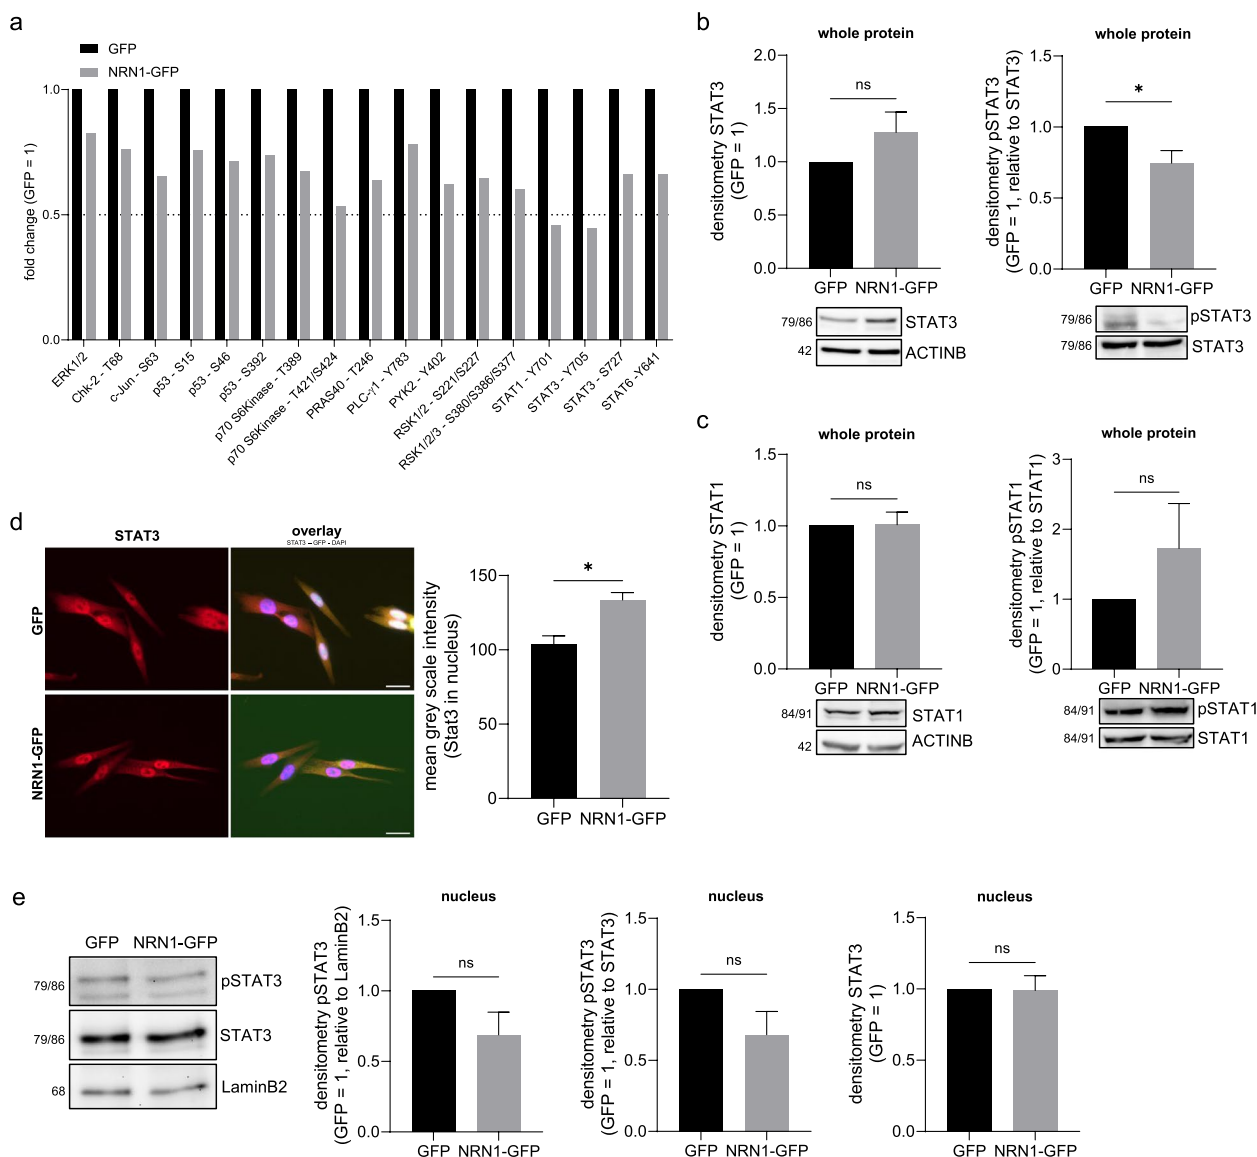 a
GFP
NRN1-GFP
fold change (GFP = 1)
1.0
0.5
0.0
ERK1/2
Chk-2 - T68
c-Jun - S63
p53 - S15
p53 - S46
p53 - S392
p70 S6Kinase - T389
p70 S6Kinase - T421/S424
PRAS40 - T246
PLC-γ1 - Y783
PYK2 - Y402
RSK1/2 - S221/S227
RSK1/2/3 - S380/S386/S377
STAT1 - Y701
STAT3 - Y705
STAT3 - S727
STAT6 - Y641
b
whole protein
densitometry STAT3
(GFP = 1)
2.0
1.5
1.0
0.5
0.0
ns
GFP NRN1-GFP
79/86 STAT3
42 ACTINB
whole protein
densitometry pSTAT3
(GFP = 1, relative to STAT3)
1.5
1.0
0.5
0.0
*
GFP NRN1-GFP
79/86 pSTAT3
79/86 STAT3
c
whole protein
densitometry STAT1
(GFP = 1)
1.5
1.0
0.5
0.0
ns
GFP NRN1-GFP
84/91 STAT1
42 ACTINB
whole protein
densitometry pSTAT1
(GFP = 1, relative to STAT1)
3
2
1
0
ns
GFP NRN1-GFP
84/91 pSTAT1
84/91 STAT1
d
STAT3
overlay
STAT3 - GFP - DAPI
GFP
NRN1-GFP
mean grey scale intensity
(Stat3 in nucleus)
150
100
50
0
*
GFP NRN1-GFP
e
GFP NRN1-GFP
79/86 pSTAT3
79/86 STAT3
68 LaminB2
nucleus
densitometry pSTAT3
(GFP = 1, relative to LaminB2)
1.5
1.0
0.5
0.0
ns
GFP NRN1-GFP
nucleus
densitometry pSTAT3
(GFP = 1, relative to STAT3)
1.5
1.0
0.5
0.0
ns
GFP NRN1-GFP
nucleus
densitometry STAT3
(GFP = 1)
1.5
1.0
0.5
0.0
ns
GFP NRN1-GFP